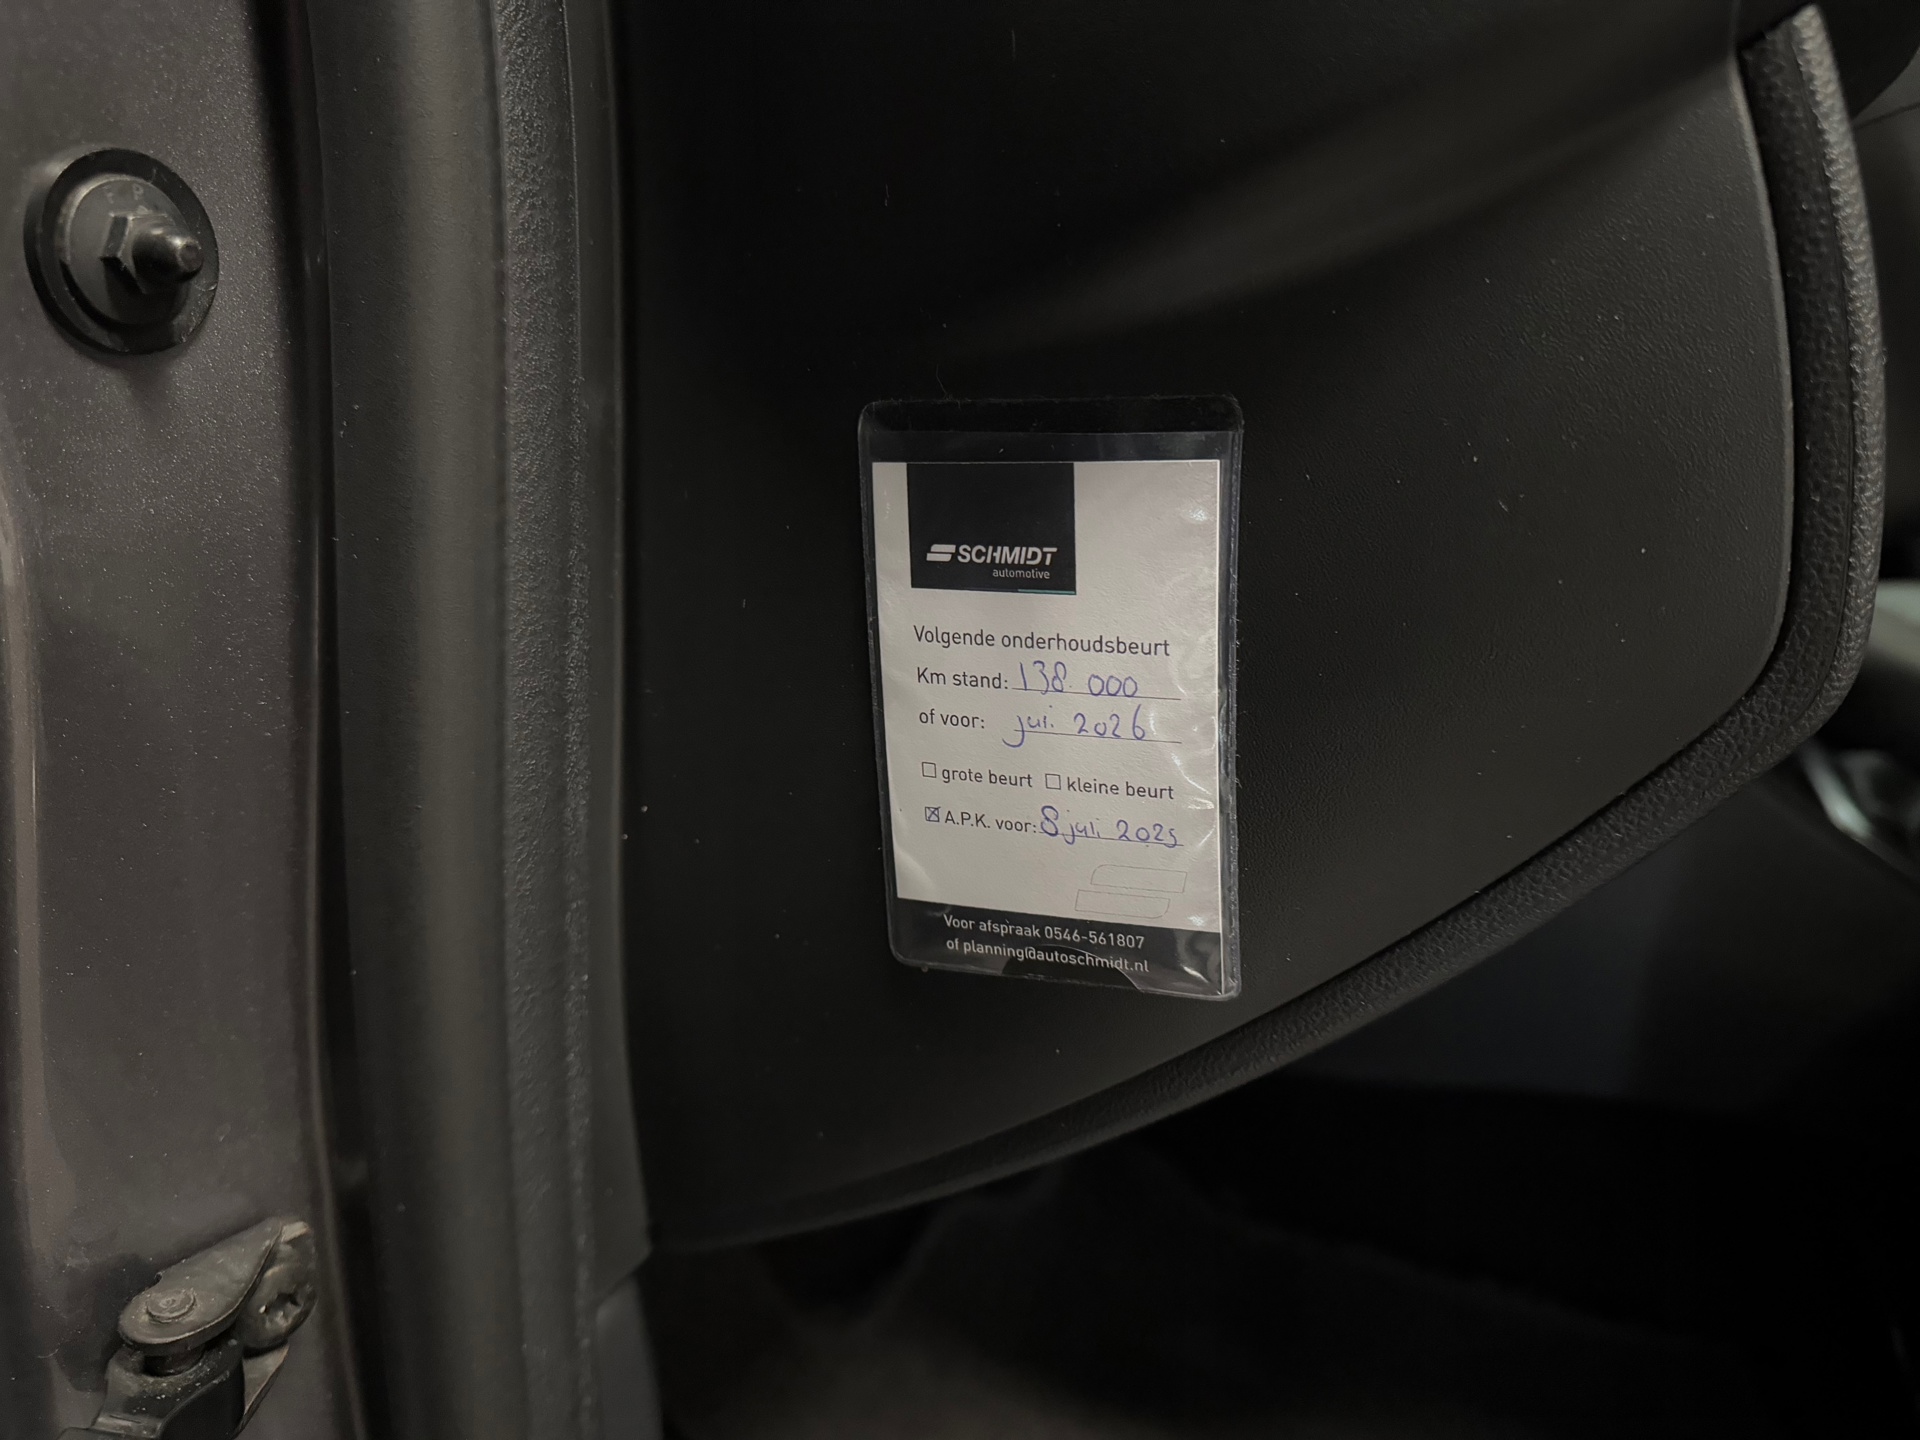 SCHMIDT
automotive
Volgende onderhoudsbeurt
Km stand: 138.000
of voor: juli 2026
☐ grote beurt ☐ kleine beurt
☒ A.P.K. voor: 8 juli 2025
Voor afspraak 0546-561807
of planning@autoschmidt.nl